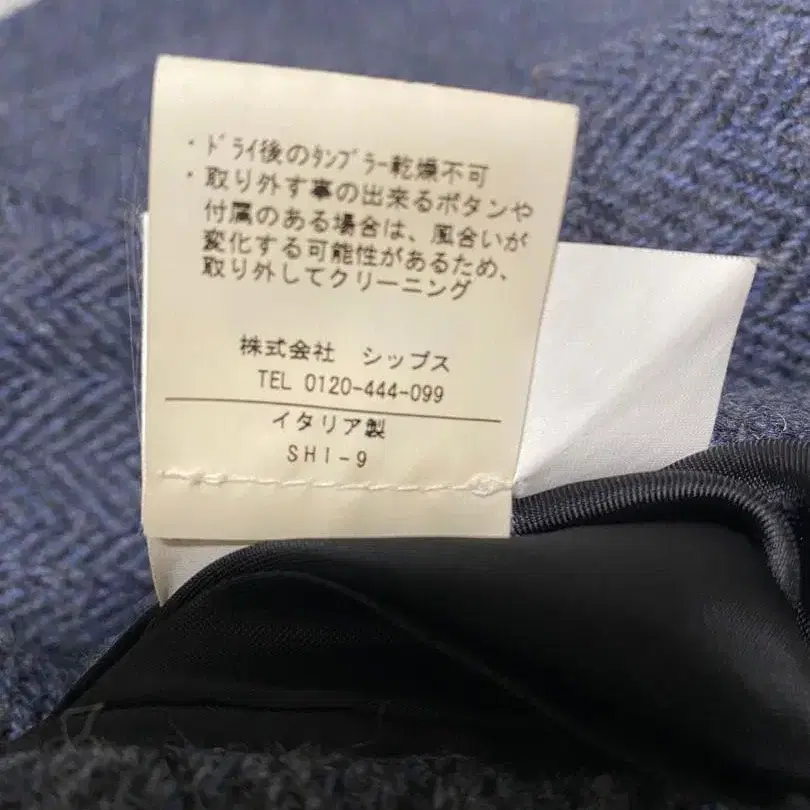 ・ﾄﾞﾗｲ後のﾀﾝﾌﾞﾗｰ乾燥不可
・取り外す事の出来るボタンや
付属のある場合は、風合いが
変化する可能性があるため、
取り外してクリーニング
株式会社　シップス
TEL 0120-444-099
イタリア製
SHI-9